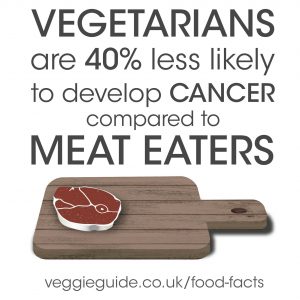 VEGETARIANS
are 40% less likely
to develop CANCER
compared to
MEAT EATERS
veggieguide.co.uk/food-facts